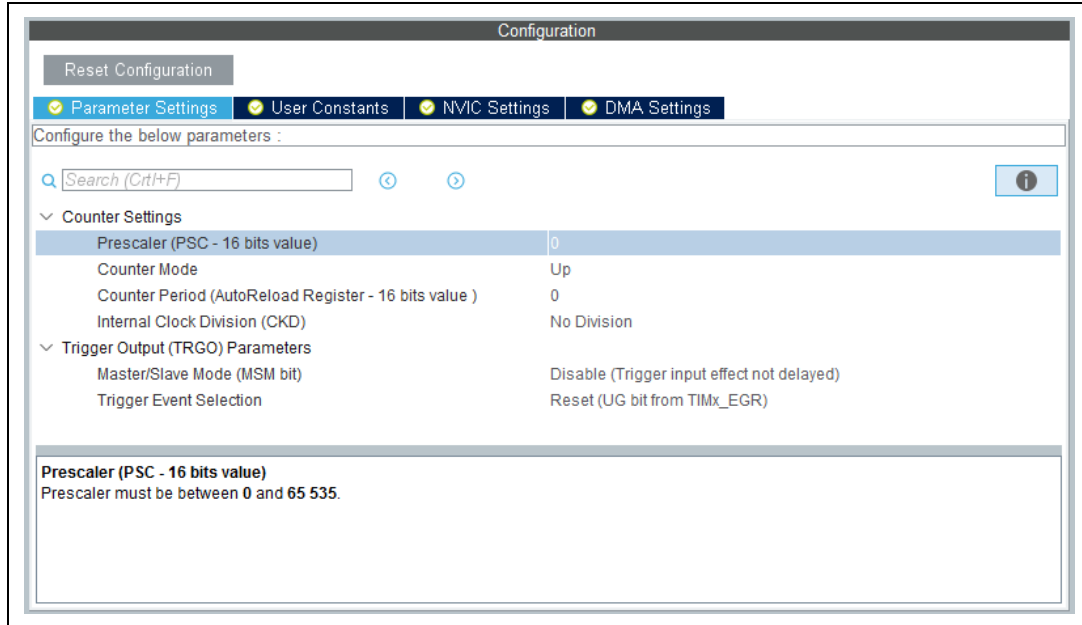 Configuration
Reset Configuration
Parameter Settings User Constants NVIC Settings DMA Settings
Configure the below parameters :
Search (Crtl+F)
Counter Settings
Prescaler (PSC - 16 bits value) 0
Counter Mode Up
Counter Period (AutoReload Register - 16 bits value ) 0
Internal Clock Division (CKD) No Division
Trigger Output (TRGO) Parameters
Master/Slave Mode (MSM bit) Disable (Trigger input effect not delayed)
Trigger Event Selection Reset (UG bit from TIMx_EGR)
Prescaler (PSC - 16 bits value)
Prescaler must be between 0 and 65 535.